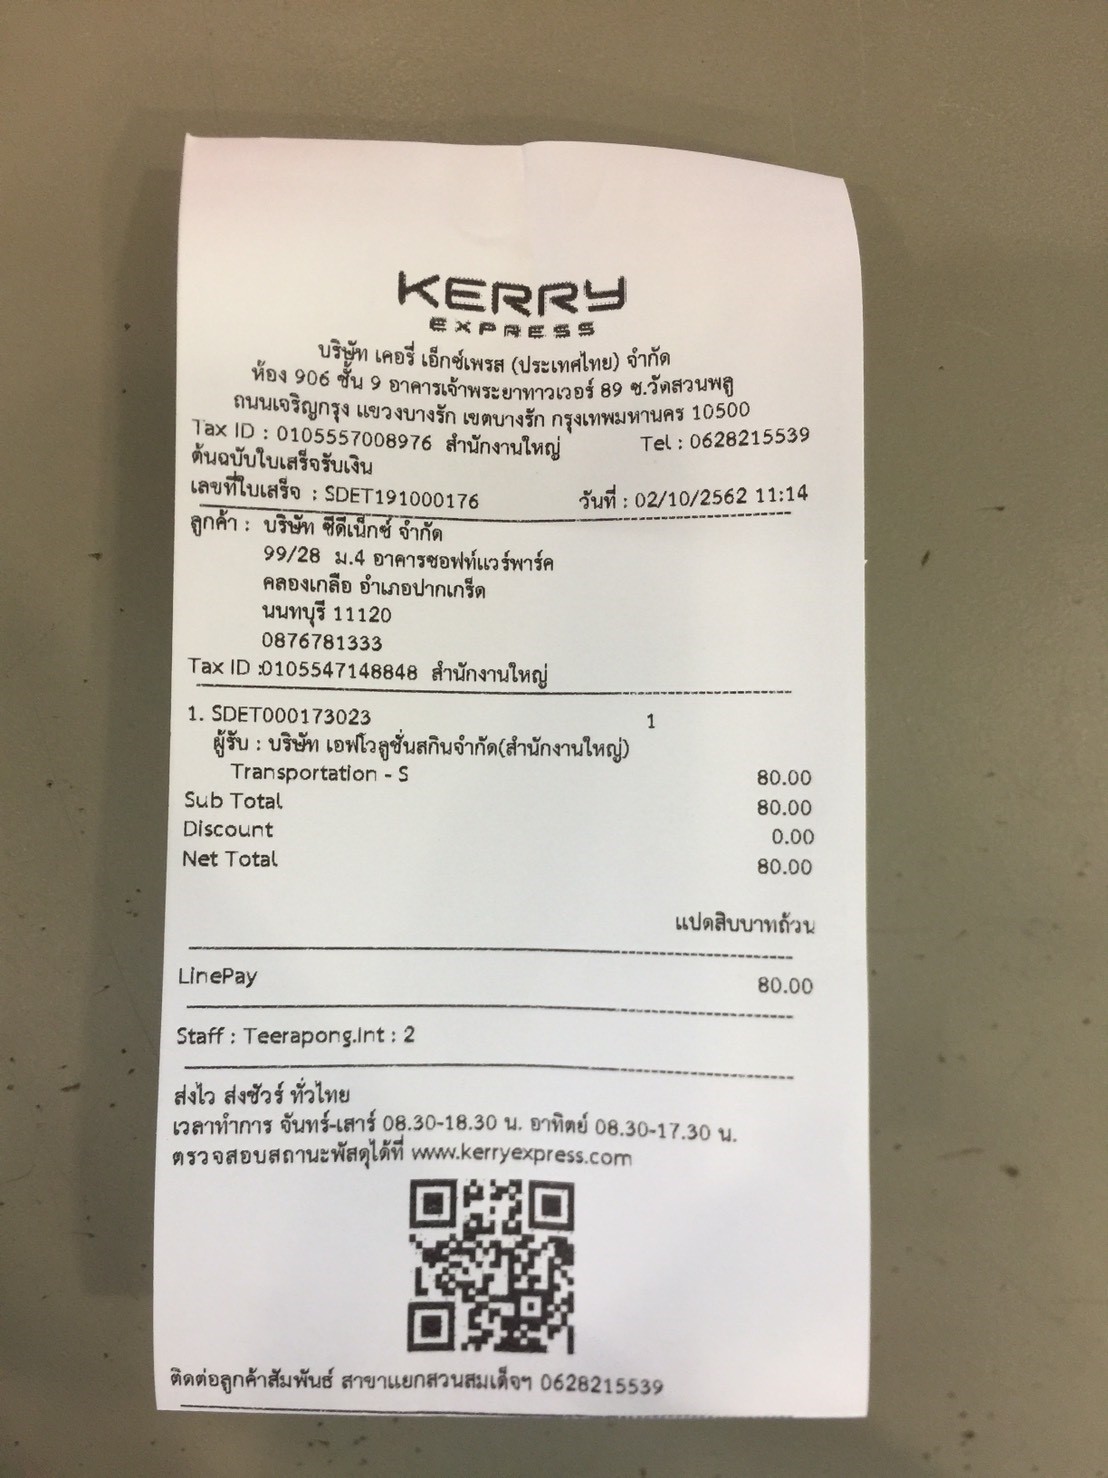 KERRY
EXPRESS
บริษัท เคอรี่ เอ็กซ์เพรส (ประเทศไทย) จำกัด
ห้อง 906 ชั้น 9 อาคารเจ้าพระยาทาวเวอร์ 89 ซ.วัดสวนพลู
ถนนเจริญกรุง แขวงบางรัก เขตบางรัก กรุงเทพมหานคร 10500
Tax ID : 0105557008976 สำนักงานใหญ่ Tel : 0628215539
ต้นฉบับใบเสร็จรับเงิน
เลขที่ใบเสร็จ : SDET191000176 วันที่ : 02/10/2562 11:14
ลูกค้า : บริษัท ซีดีเน็กซ์ จำกัด
99/28 ม.4 อาคารซอฟท์แวร์พาร์ค
คลองเกลือ อำเภอปากเกร็ด
นนทบุรี 11120
0876781333
Tax ID :0105547148848 สำนักงานใหญ่
1. SDET000173023 1
ผู้รับ : บริษัท เอฟโวลูชั่นสกินจำกัด(สำนักงานใหญ่)
Transportation - S 80.00
Sub Total 80.00
Discount 0.00
Net Total 80.00
แปดสิบบาทถ้วน
LinePay 80.00
Staff : Teerapong.Int : 2
ส่งไว ส่งชัวร์ ทั่วไทย
เวลาทำการ จันทร์-เสาร์ 08.30-18.30 น. อาทิตย์ 08.30-17.30 น.
ตรวจสอบสถานะพัสดุได้ที่ www.kerryexpress.com
ติดต่อลูกค้าสัมพันธ์ สาขาแยกสวนสมเด็จฯ 0628215539